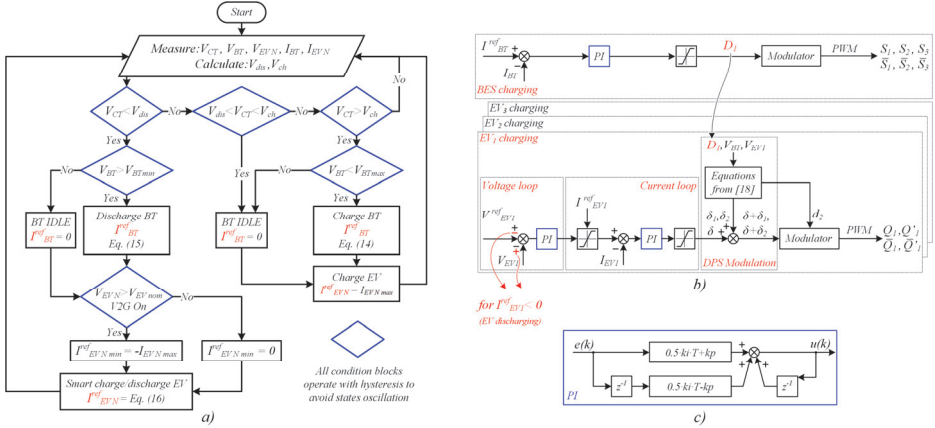 Start
Measure: V_CT, V_BT, V_EVN, I_BT, I_EVN
Calculate: V_dis, V_ch
V_CT<V_dis
No
V_dis<V_CT<V_ch
No
V_CT>V_ch
No
Yes
Yes
Yes
V_BT>V_BTmin
No
V_BT<V_BTmax
No
Yes
Yes
BT IDLE
I^ref_BT = 0
Discharge BT
I^ref_BT
Eq. (15)
BT IDLE
I^ref_BT = 0
Charge BT
I^ref_BT
Eq. (14)
Charge EV
I^ref_EVN = I_EVN max
V_EVN>V_EVnom
V2G On
No
Yes
I^ref_EVN min = -I_EVN max
I^ref_EVN min = 0
Smart charge/discharge EV
I^ref_EVN = Eq. (16)
All condition blocks
operate with hysteresis to
avoid states oscillation
a)
I^ref_BT
+
-
I_BT
PI
D_1
Modulator
PWM
S_1, S_2, S_3
S̅_1, S̅_2, S̅_3
BES charging
EV_3 charging
EV_2 charging
EV_1 charging
D_1, V_BT, V_EV1
Equations
from [18]
Voltage loop
Current loop
V^ref_EV1
+
-
V_EV1
PI
I^ref_EV1
+
-
I_EV1
PI
δ_1, δ_2
δ
+
+
δ+δ_1,
δ+δ_2
d_2
Modulator
PWM
Q_1, Q'_1
Q̅_1, Q̅'_1
DPS Modulation
-
+
for I^ref_EV1 < 0
(EV discharging)
b)
e(k)
0.5·ki·T+kp
+
+
+
u(k)
z^-1
0.5·ki·T-kp
z^-1
PI
c)